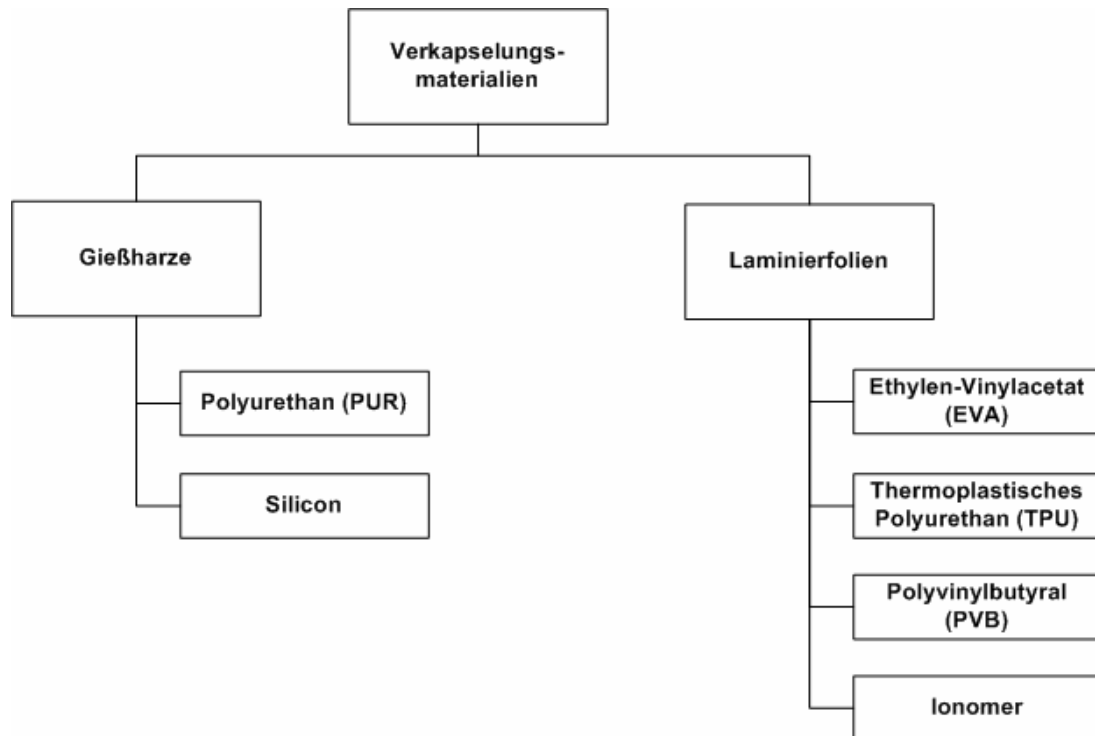 Verkapselungs-
materialien
Gießharze
Laminierfolien
Polyurethan (PUR)
Silicon
Ethylen-Vinylacetat
(EVA)
Thermoplastisches
Polyurethan (TPU)
Polyvinylbutyral
(PVB)
Ionomer